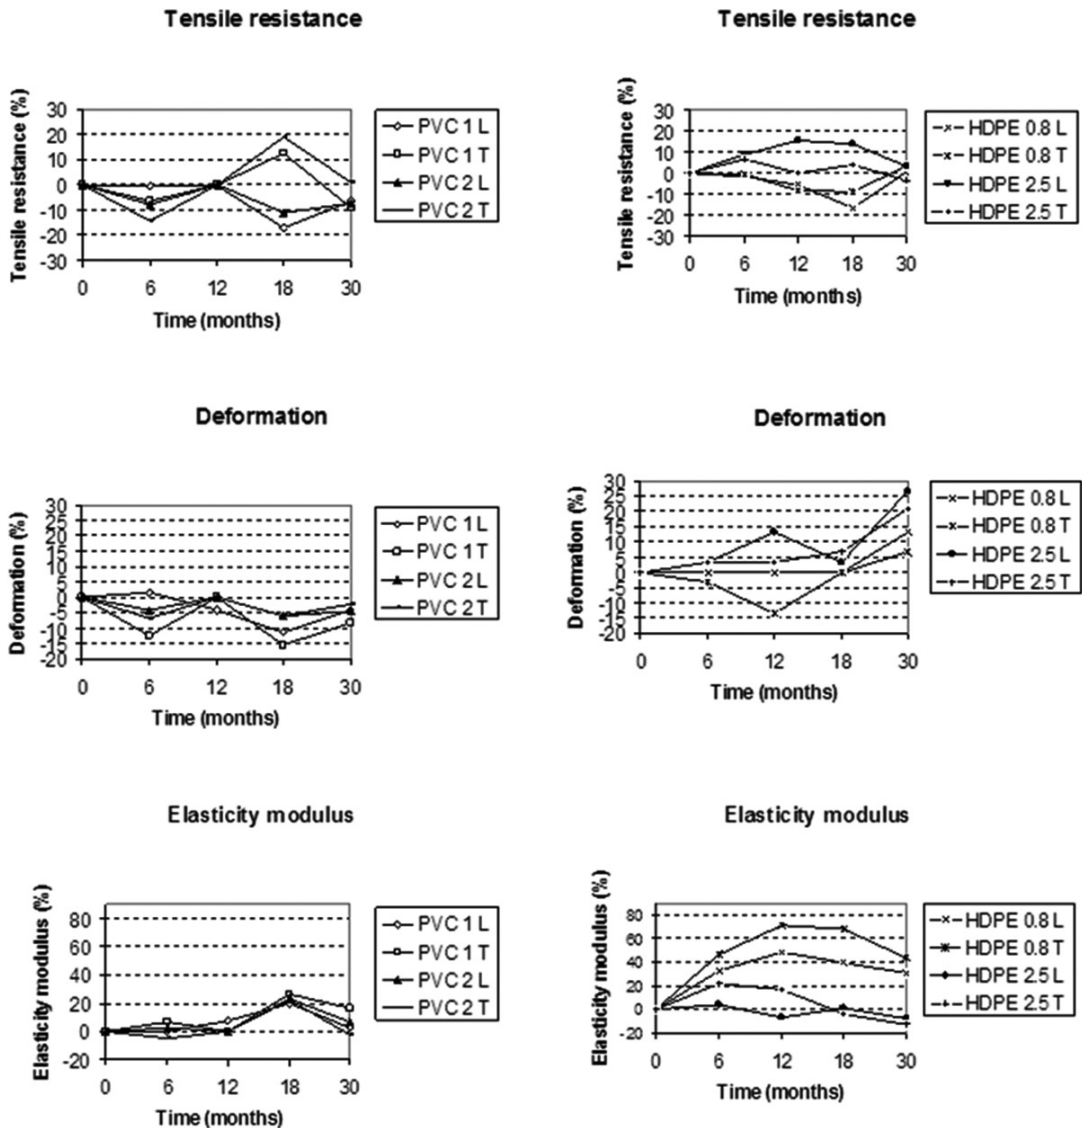 Tensile resistance
Tensile resistance (%)
30
20
10
0
-10
-20
-30
0 6 12 18 30
Time (months)
PVC 1 L
PVC 1 T
PVC 2 L
PVC 2 T
Tensile resistance
Tensile resistance (%)
30
20
10
0
-10
-20
-30
0 6 12 18 30
Time (months)
HDPE 0.8 L
HDPE 0.8 T
HDPE 2.5 L
HDPE 2.5 T
Deformation
Deformation (%)
30
25
20
15
10
5
0
-5
-10
-15
-20
0 6 12 18 30
Time (months)
PVC 1 L
PVC 1 T
PVC 2 L
PVC 2 T
Deformation
Deformation (%)
30
25
20
15
10
5
0
-5
-10
-15
-20
0 6 12 18 30
Time (months)
HDPE 0.8 L
HDPE 0.8 T
HDPE 2.5 L
HDPE 2.5 T
Elasticity modulus
Elasticity modulus (%)
80
60
40
20
0
-20
0 6 12 18 30
Time (months)
PVC 1 L
PVC 1 T
PVC 2 L
PVC 2 T
Elasticity modulus
Elasticity modulus (%)
80
60
40
20
0
-20
0 6 12 18 30
Time (months)
HDPE 0.8 L
HDPE 0.8 T
HDPE 2.5 L
HDPE 2.5 T